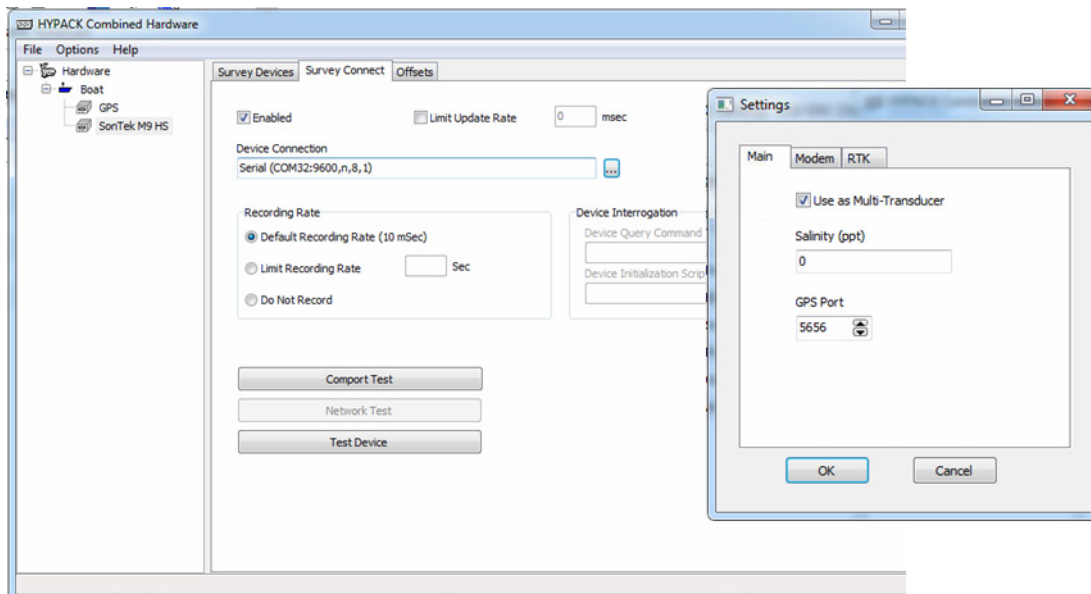 HYPACK Combined Hardware
File Options Help
Hardware
Boat
GPS
SonTek M9 HS
Survey Devices Survey Connect Offsets
Enabled Limit Update Rate 0 msec
Device Connection
Serial (COM32:9600,n,8,1)
...
Recording Rate
Default Recording Rate (10 mSec)
Limit Recording Rate Sec
Do Not Record
Device Interrogation
Device Query Command
Device Initialization Scrip
Comport Test
Network Test
Test Device
Settings
Main Modem RTK
Use as Multi-Transducer
Salinity (ppt)
0
GPS Port
5656
OK Cancel